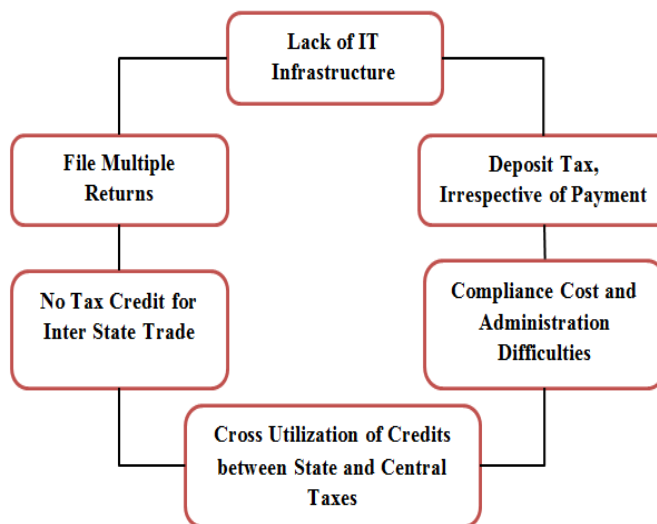 Lack of IT
Infrastructure
File Multiple
Returns
Deposit Tax,
Irrespective of Payment
No Tax Credit for
Inter State Trade
Compliance Cost and
Administration
Difficulties
Cross Utilization of Credits
between State and Central
Taxes